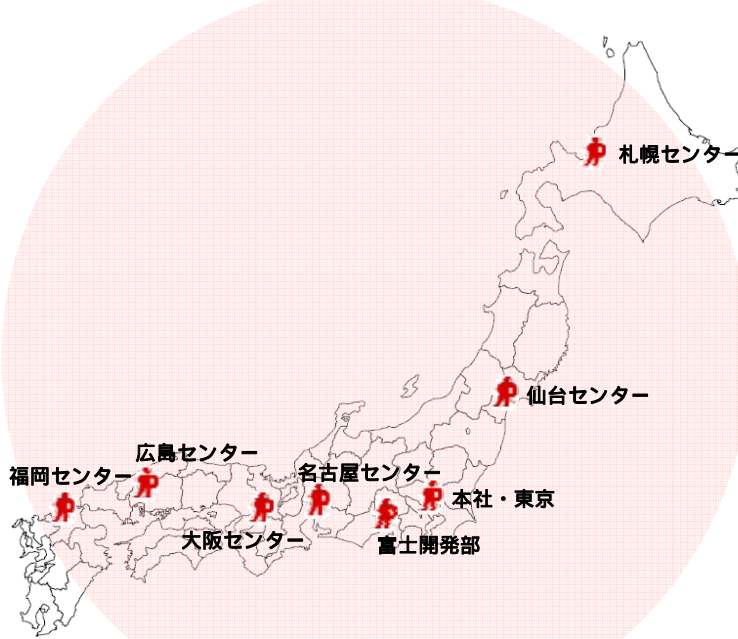 札幌センター
仙台センター
広島センター
福岡センター
名古屋センター
本社・東京
大阪センター
富士開発部